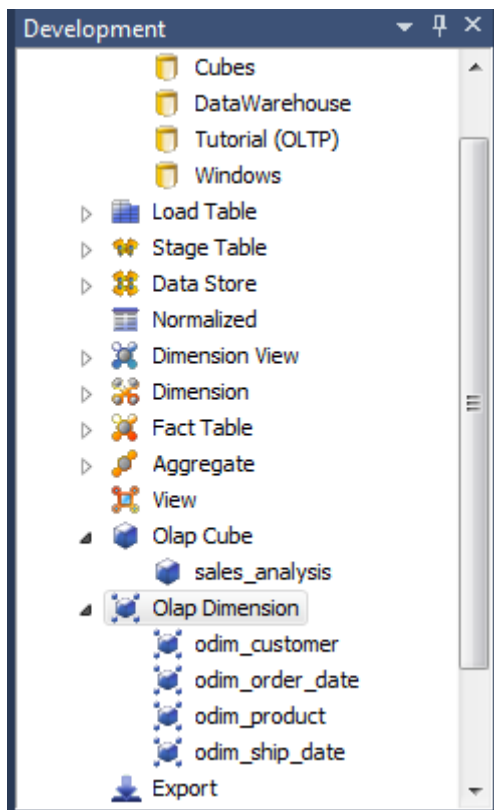 Development
Cubes
DataWarehouse
Tutorial (OLTP)
Windows
Load Table
Stage Table
Data Store
Normalized
Dimension View
Dimension
Fact Table
Aggregate
View
Olap Cube
sales_analysis
Olap Dimension
odim_customer
odim_order_date
odim_product
odim_ship_date
Export